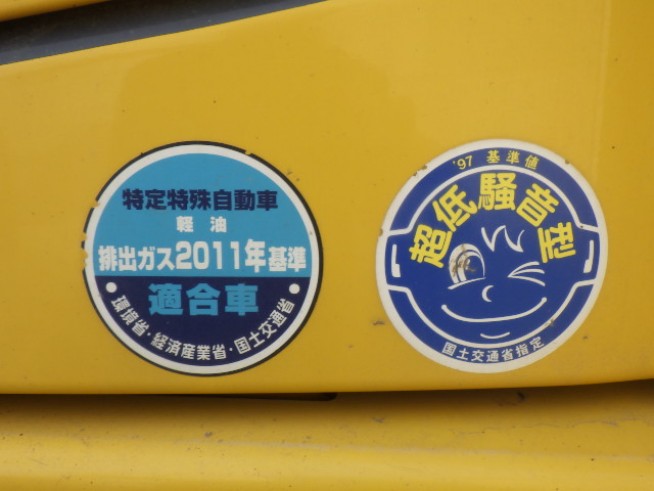 特定特殊自動車
軽油
排出ガス2011年基準
適合車
・環境省・経済産業省・国土交通省・
'97 基準値
超低騒音型
国土交通省指定